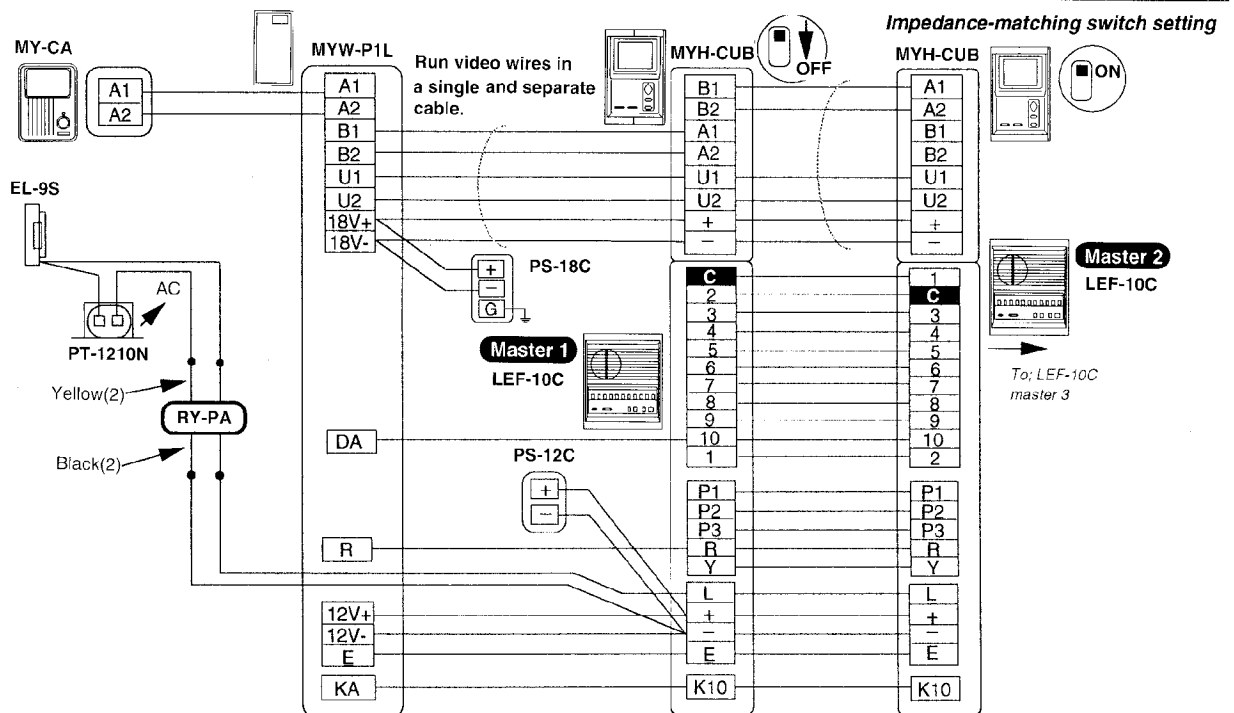 Impedance-matching switch setting
MY-CA
A1
A2
MYW-P1L
A1
A2
B1
B2
U1
U2
18V+
18V-
DA
R
12V+
12V-
E
KA
Run video wires in
a single and separate
cable.
MYH-CUB
OFF
B1
B2
A1
A2
U1
U2
+
−
C
2
3
4
5
6
7
8
9
10
1
P1
P2
P3
R
Y
L
+
−
E
K10
MYH-CUB
ON
A1
A2
B1
B2
U1
U2
+
−
1
C
3
4
5
6
7
8
9
10
2
P1
P2
P3
R
Y
L
+
−
E
K10
EL-9S
AC
PT-1210N
Yellow(2)
RY-PA
Black(2)
+
−
G
PS-18C
Master 1
LEF-10C
PS-12C
+
−
Master 2
LEF-10C
To; LEF-10C
master 3